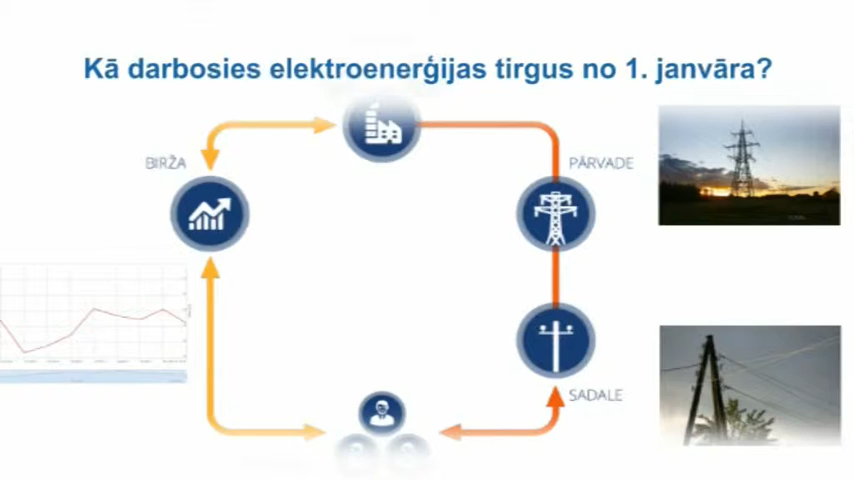 Kā darbosies elektroenerģijas tirgus no 1. janvāra?
BIRŽA
PĀRVADE
SADALE